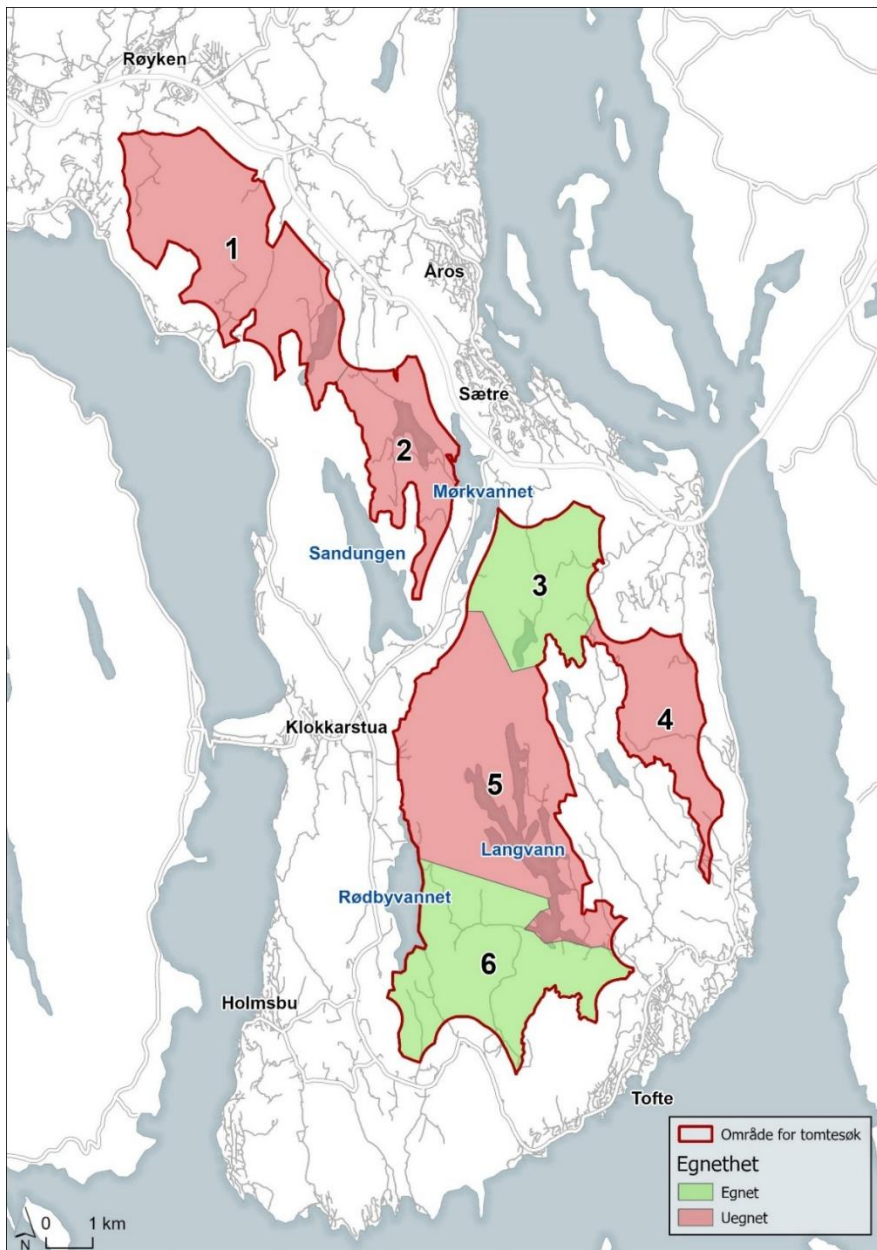 Røyken
1
Åros
Sætre
2
Mørkvannet
Sandungen
3
4
Klokkarstua
5
Langvann
Rødbyvannet
6
Holmsbu
Tofte
Område for tomtesøk
Egnethet
Egnet
Uegnet
0 1 km
N